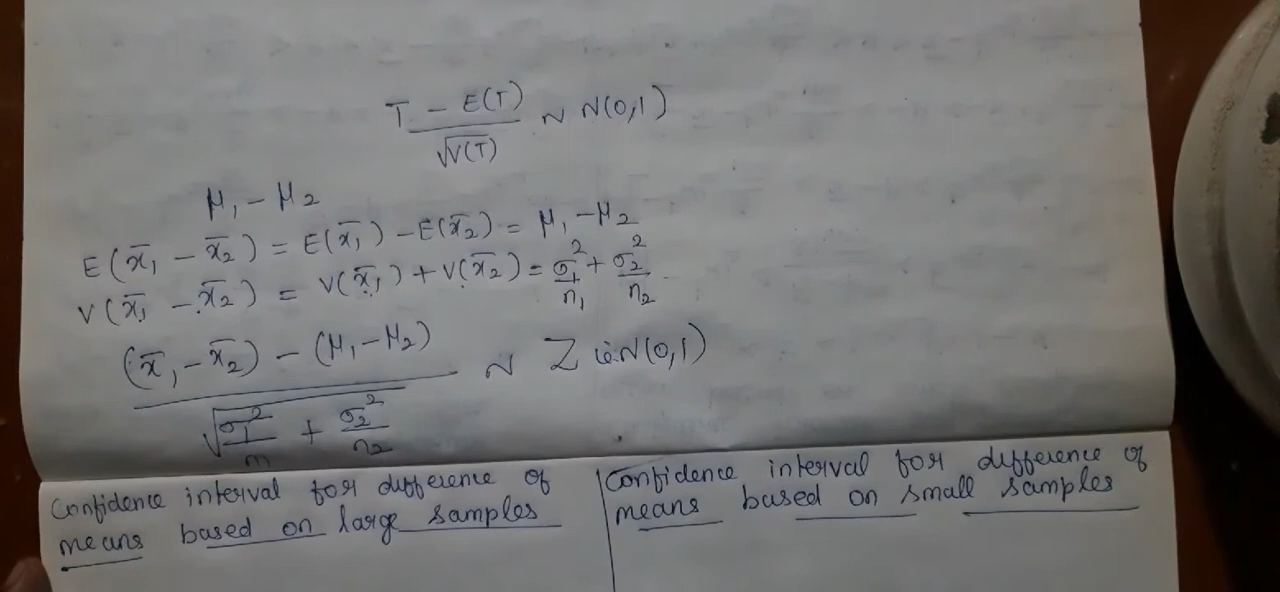 T - E(T)
√V(T)
~ N(0,1)
μ₁ - μ₂
E(x̄₁ - x̄₂) = E(x̄₁) - E(x̄₂) = μ₁ - μ₂
V(x̄₁ - x̄₂) = V(x̄₁) + V(x̄₂) = σ₁²/n₁ + σ₂²/n₂
(x̄₁ - x̄₂) - (μ₁ - μ₂)
√σ₁²/n + σ₂²/n₂
~ Z i.e. N(0,1)
Confidence interval for difference of
means based on large samples
Confidence interval for difference of
means based on small samples